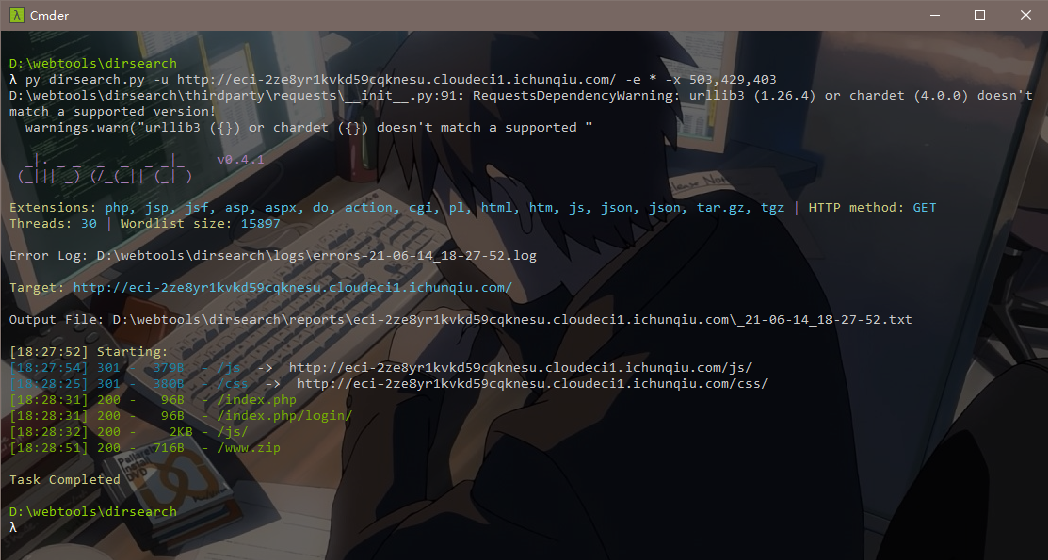 Cmder
D:\webtools\dirsearch
λ py dirsearch.py -u http://eci-2ze8yr1kvkd59cqknesu.cloudeci1.ichunqiu.com/ -e * -x 503,429,403
D:\webtools\dirsearch\thirdparty\requests\__init__.py:91: RequestsDependencyWarning: urllib3 (1.26.4) or chardet (4.0.0) doesn't
match a supported version!
  warnings.warn("urllib3 ({}) or chardet ({}) doesn't match a supported "
  _|. _ _  _  _  _ _|_    v0.4.1
 (_||| _) (/_(_|| (_| )
Extensions: php, jsp, jsf, asp, aspx, do, action, cgi, pl, html, htm, js, json, json, tar.gz, tgz | HTTP method: GET
Threads: 30 | Wordlist size: 15897
Error Log: D:\webtools\dirsearch\logs\errors-21-06-14_18-27-52.log
Target: http://eci-2ze8yr1kvkd59cqknesu.cloudeci1.ichunqiu.com/
Output File: D:\webtools\dirsearch\reports\eci-2ze8yr1kvkd59cqknesu.cloudeci1.ichunqiu.com\_21-06-14_18-27-52.txt
[18:27:52] Starting:
[18:27:54] 301 -  379B  - /js  ->  http://eci-2ze8yr1kvkd59cqknesu.cloudeci1.ichunqiu.com/js/
[18:28:25] 301 -  380B  - /css  ->  http://eci-2ze8yr1kvkd59cqknesu.cloudeci1.ichunqiu.com/css/
[18:28:31] 200 -   96B  - /index.php
[18:28:31] 200 -   96B  - /index.php/login/
[18:28:32] 200 -    2KB - /js/
[18:28:51] 200 -  716B  - /www.zip
Task Completed
D:\webtools\dirsearch
λ